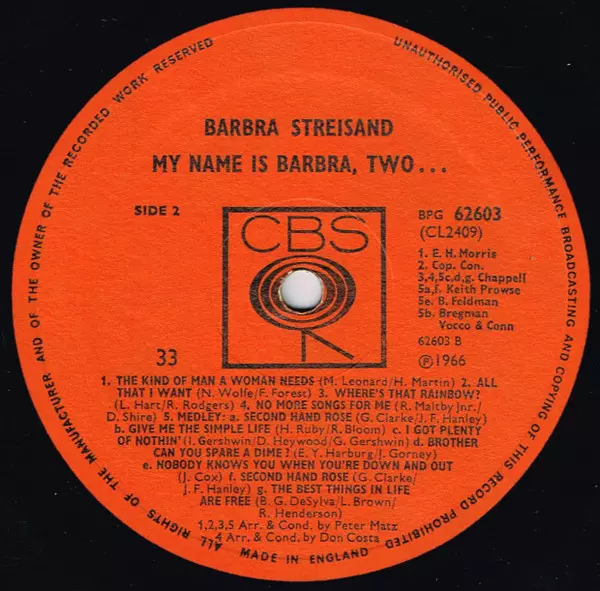 ALL RIGHTS OF THE MANUFACTURER AND OF THE OWNER OF THE RECORDED WORK RESERVED
UNAUTHORISED PUBLIC PERFORMANCE BROADCASTING AND COPYING OF THIS RECORD PROHIBITED
BARBRA STREISAND
MY NAME IS BARBRA, TWO...
SIDE 2
CBS
BPG 62603
(CL2409)
1. E. H. Morris
2. Cop. Con.
3,4,5c,d,g. Chappell
5a,f. Keith Prowse
5e. B. Feldman
5b. Bregman
Vocco & Conn
62603 B
℗1966
33
1. THE KIND OF MAN A WOMAN NEEDS (M. Leonard/H. Martin) 2. ALL
THAT I WANT (N. Wolfe/F. Forest) 3. WHERE'S THAT RAINBOW?
(L. Hart/R. Rodgers) 4. NO MORE SONGS FOR ME (R. Maltby Jnr./
D. Shire) 5. MEDLEY: a. SECOND HAND ROSE (G. Clarke/J. F. Hanley)
b. GIVE ME THE SIMPLE LIFE (H. Ruby/R. Bloom) c. I GOT PLENTY
OF NOTHIN' (I. Gershwin/D. Heywood/G. Gershwin) d. BROTHER
CAN YOU SPARE A DIME? (E. Y. Harburg/J. Gorney)
e. NOBODY KNOWS YOU WHEN YOU'RE DOWN AND OUT
(J. Cox) f. SECOND HAND ROSE (G. Clarke/
J. F. Hanley) g. THE BEST THINGS IN LIFE
ARE FREE (B. G. DeSylva/L. Brown/
R. Henderson)
1,2,3,5 Arr. & Cond. by Peter Matz
4 Arr. & Cond. by Don Costa
MADE IN ENGLAND